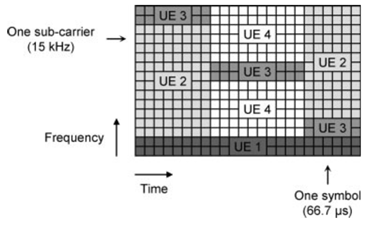 UE 3
One sub-carrier
(15 kHz)
UE 4
UE 2
UE 3
UE 2
UE 4
UE 3
Frequency
UE 1
Time
One symbol
(66.7 µs)